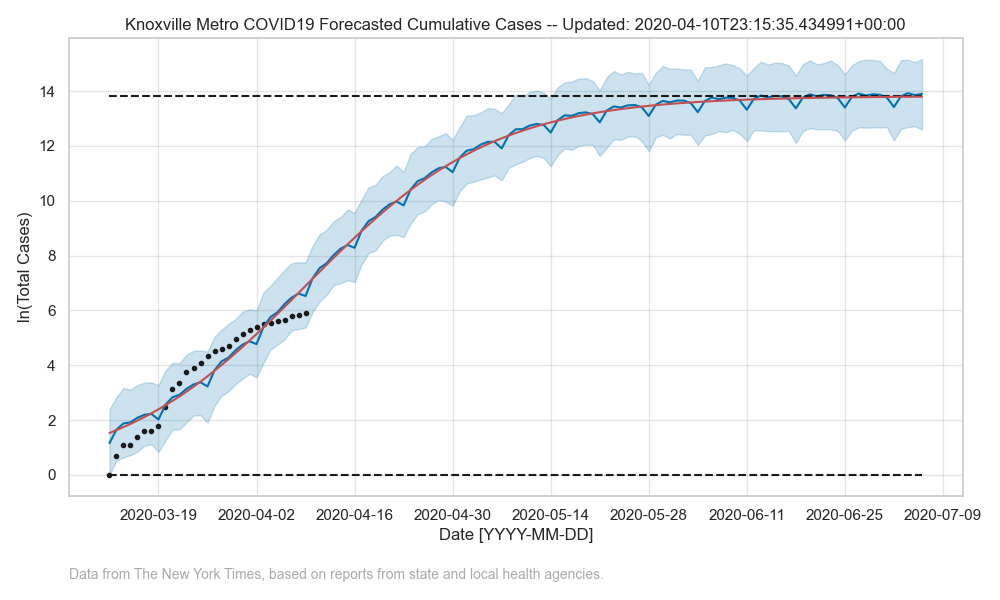 Knoxville Metro COVID19 Forecasted Cumulative Cases -- Updated: 2020-04-10T23:15:35.434991+00:00
ln(Total Cases)
14
12
10
8
6
4
2
0
2020-03-19 2020-04-02 2020-04-16 2020-04-30 2020-05-14 2020-05-28 2020-06-11 2020-06-25 2020-07-09
Date [YYYY-MM-DD]
Data from The New York Times, based on reports from state and local health agencies.